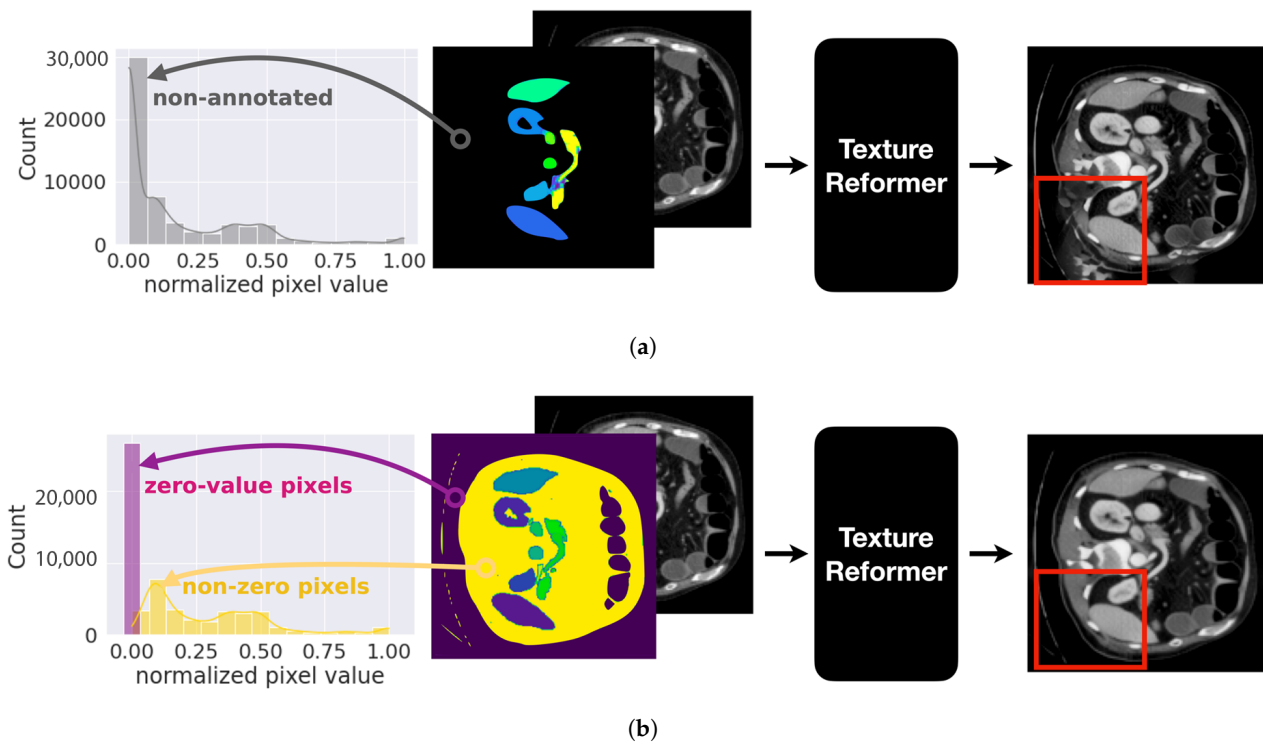 30,000
20000
10000
0
Count
non-annotated
0.00 0.25 0.50 0.75 1.00
normalized pixel value
Texture
Reformer
(a)
20,000
10,000
0
Count
zero-value pixels
non-zero pixels
0.00 0.25 0.50 0.75 1.00
normalized pixel value
Texture
Reformer
(b)